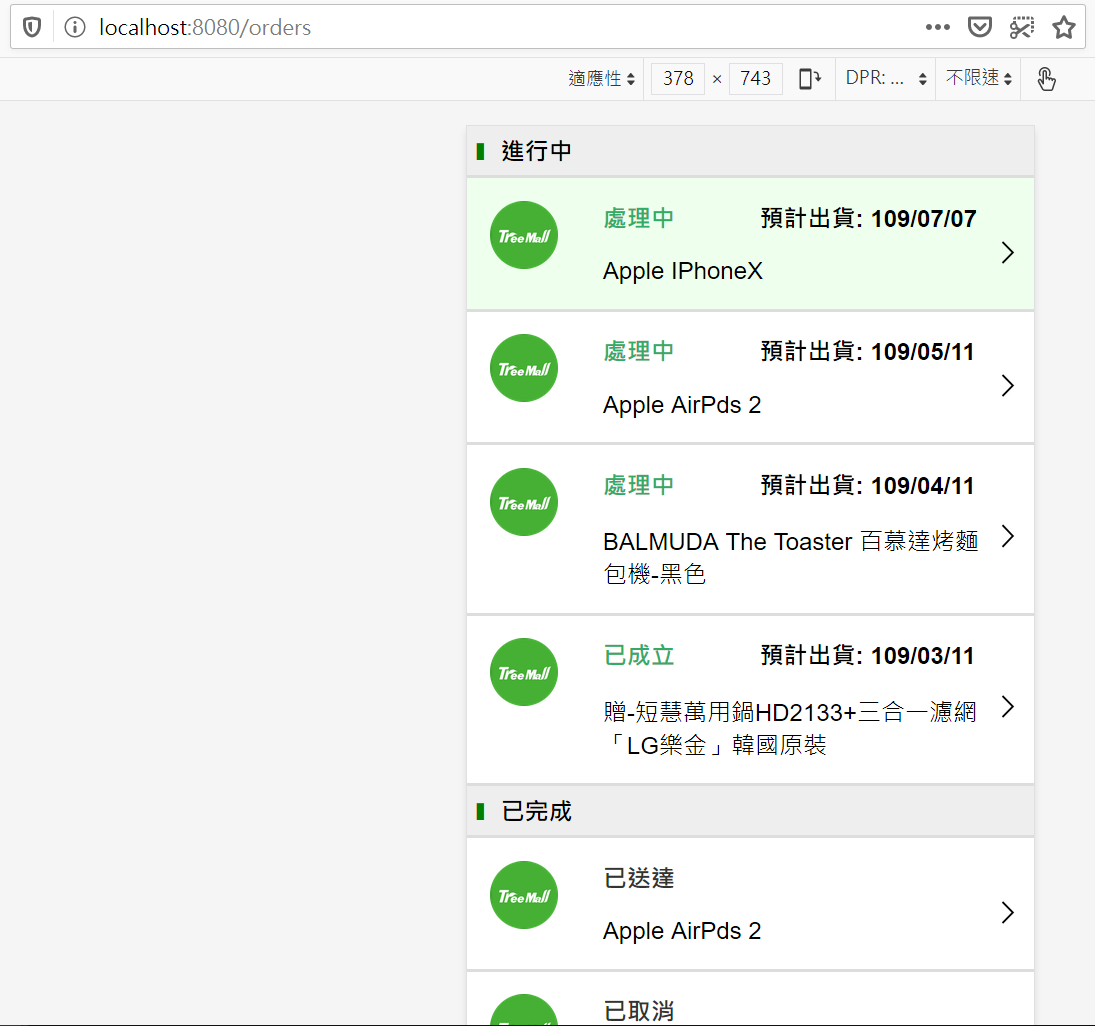 localhost:8080/orders
適應性 378 × 743 DPR: ... 不限速
進行中
TreeMall
處理中 預計出貨: 109/07/07
Apple IPhoneX
TreeMall
處理中 預計出貨: 109/05/11
Apple AirPds 2
TreeMall
處理中 預計出貨: 109/04/11
BALMUDA The Toaster 百慕達烤麵
包機-黑色
TreeMall
已成立 預計出貨: 109/03/11
贈-短慧萬用鍋HD2133+三合一濾網
「LG樂金」韓國原裝
已完成
TreeMall
已送達
Apple AirPds 2
已取消